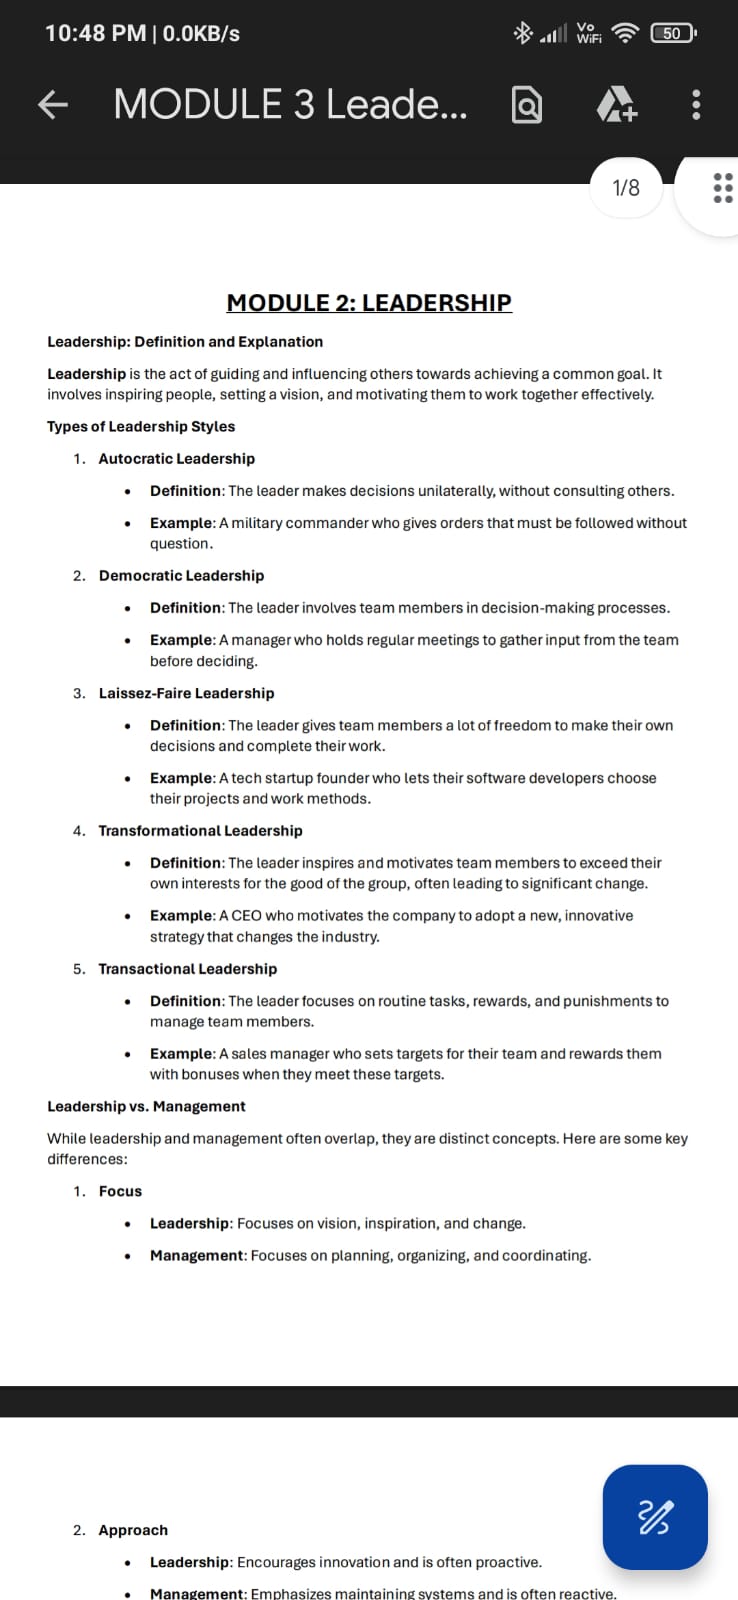 10:48 PM | 0.0KB/s
Vo
WiFi
50
MODULE 3 Leade...
1/8
MODULE 2: LEADERSHIP
Leadership: Definition and Explanation
Leadership is the act of guiding and influencing others towards achieving a common goal. It
involves inspiring people, setting a vision, and motivating them to work together effectively.
Types of Leadership Styles
1. Autocratic Leadership
• Definition: The leader makes decisions unilaterally, without consulting others.
• Example: A military commander who gives orders that must be followed without
question.
2. Democratic Leadership
• Definition: The leader involves team members in decision-making processes.
• Example: A manager who holds regular meetings to gather input from the team
before deciding.
3. Laissez-Faire Leadership
• Definition: The leader gives team members a lot of freedom to make their own
decisions and complete their work.
• Example: A tech startup founder who lets their software developers choose
their projects and work methods.
4. Transformational Leadership
• Definition: The leader inspires and motivates team members to exceed their
own interests for the good of the group, often leading to significant change.
• Example: A CEO who motivates the company to adopt a new, innovative
strategy that changes the industry.
5. Transactional Leadership
• Definition: The leader focuses on routine tasks, rewards, and punishments to
manage team members.
• Example: A sales manager who sets targets for their team and rewards them
with bonuses when they meet these targets.
Leadership vs. Management
While leadership and management often overlap, they are distinct concepts. Here are some key
differences:
1. Focus
• Leadership: Focuses on vision, inspiration, and change.
• Management: Focuses on planning, organizing, and coordinating.
2. Approach
• Leadership: Encourages innovation and is often proactive.
• Management: Emphasizes maintaining systems and is often reactive.